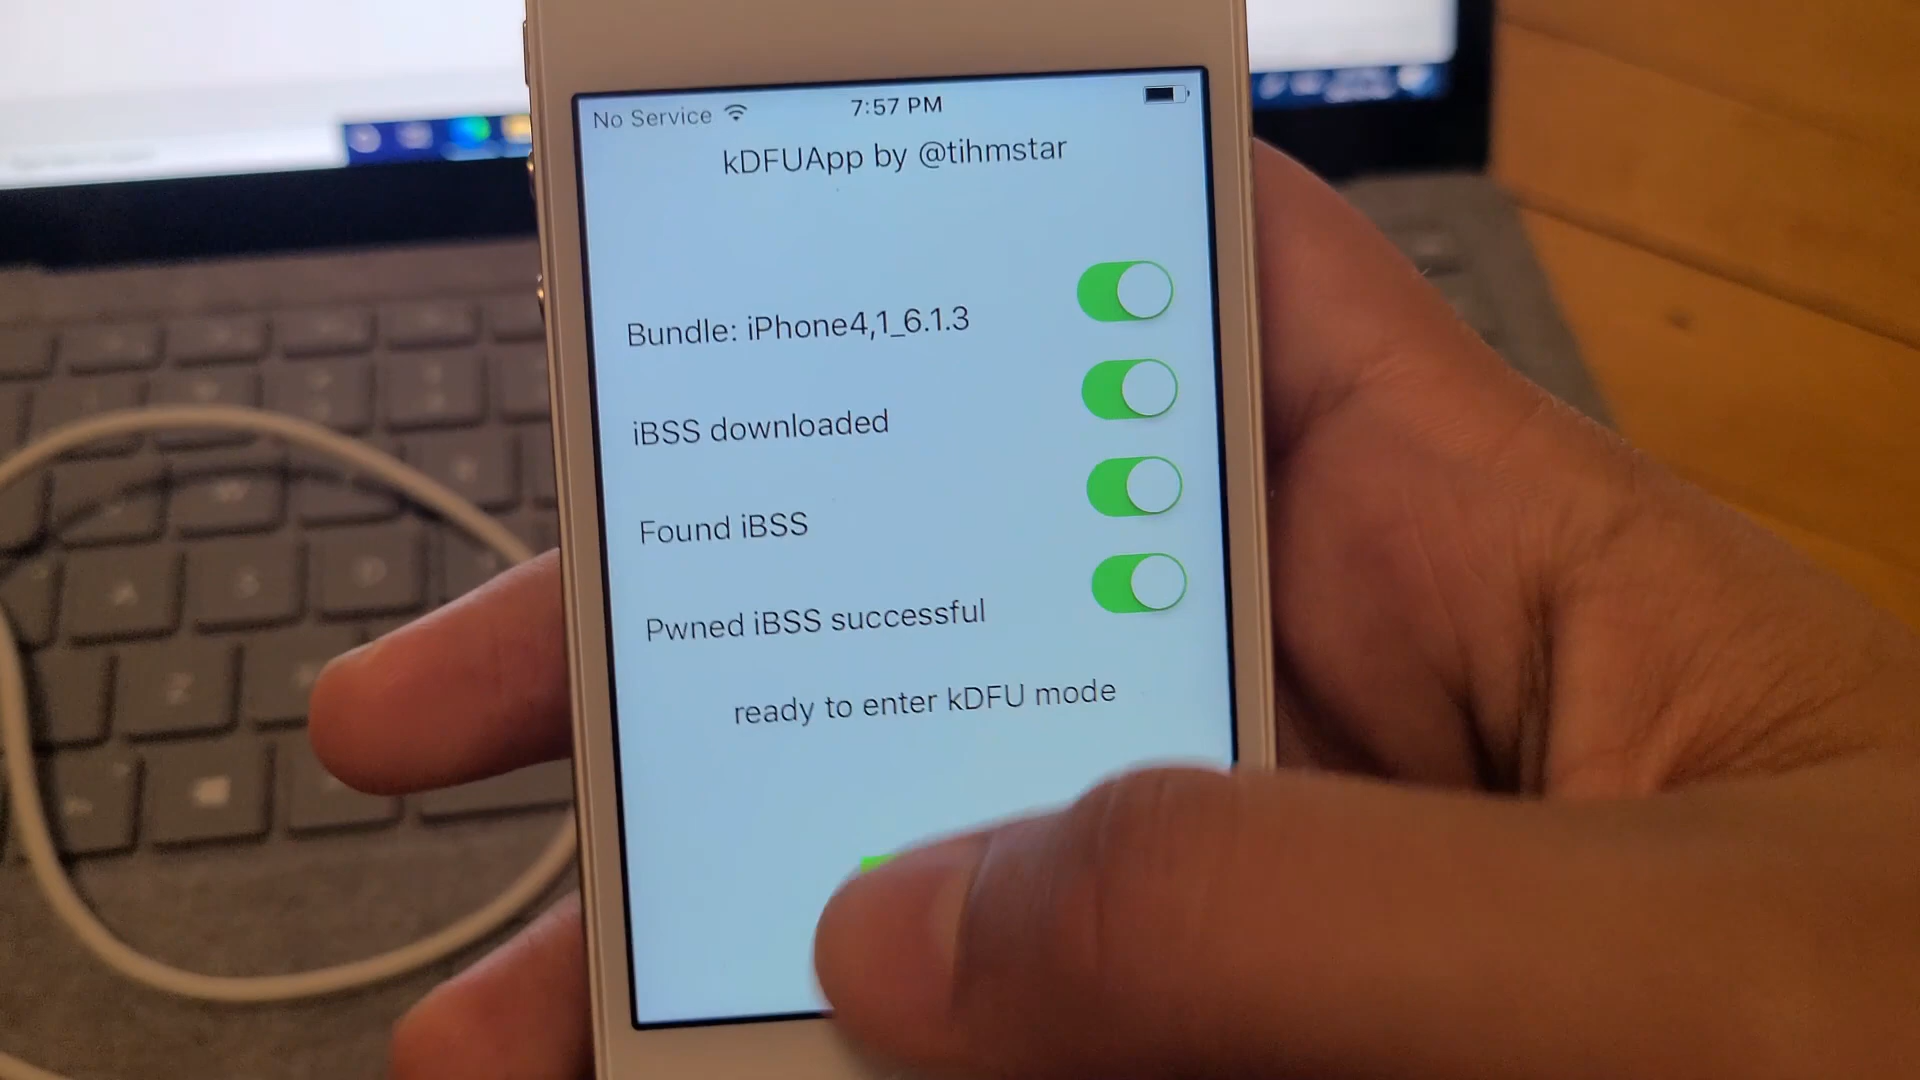 No Service 7:57 PM
kDFUApp by @tihmstar
Bundle: iPhone4,1_6.1.3
iBSS downloaded
Found iBSS
Pwned iBSS successful
ready to enter kDFU mode